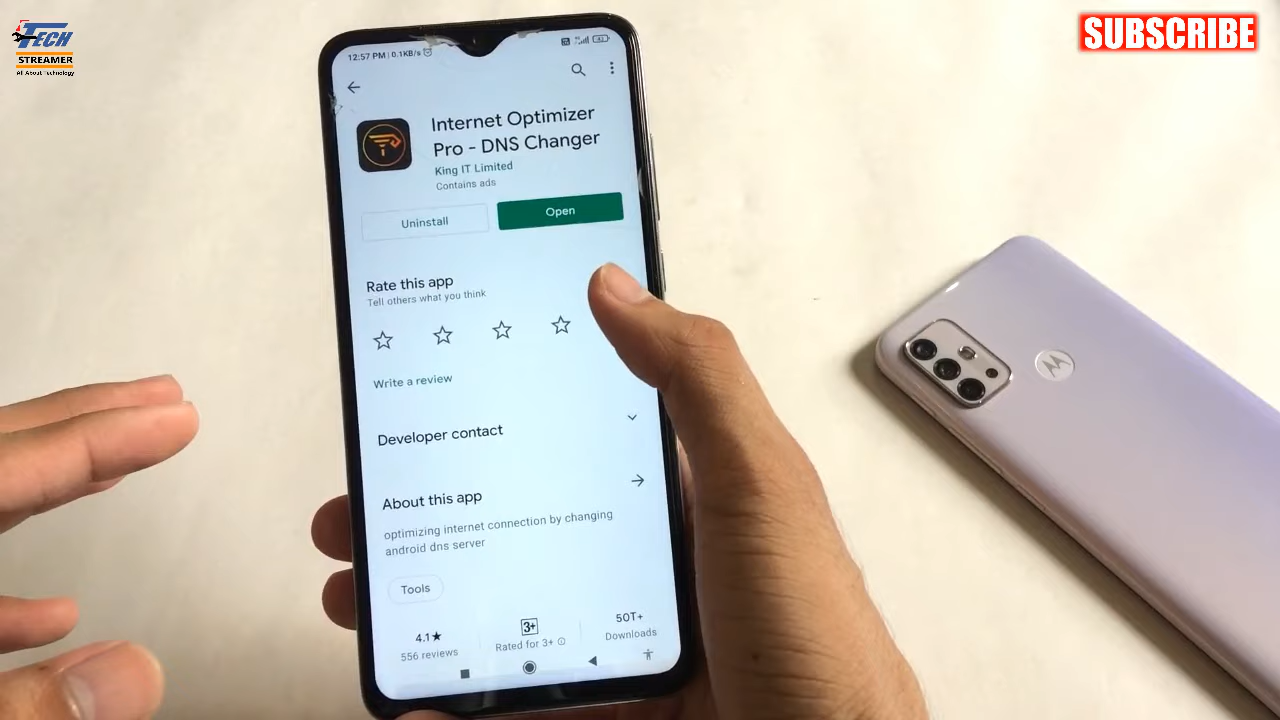 TECH
STREAMER
All About Technology
SUBSCRIBE
12:57 PM | 0.1KB/s
Internet Optimizer
Pro - DNS Changer
King IT Limited
Contains ads
Uninstall
Open
Rate this app
Tell others what you think
Write a review
Developer contact
About this app
optimizing internet connection by changing
android dns server
Tools
4.1★
556 reviews
3+
Rated for 3+
50T+
Downloads